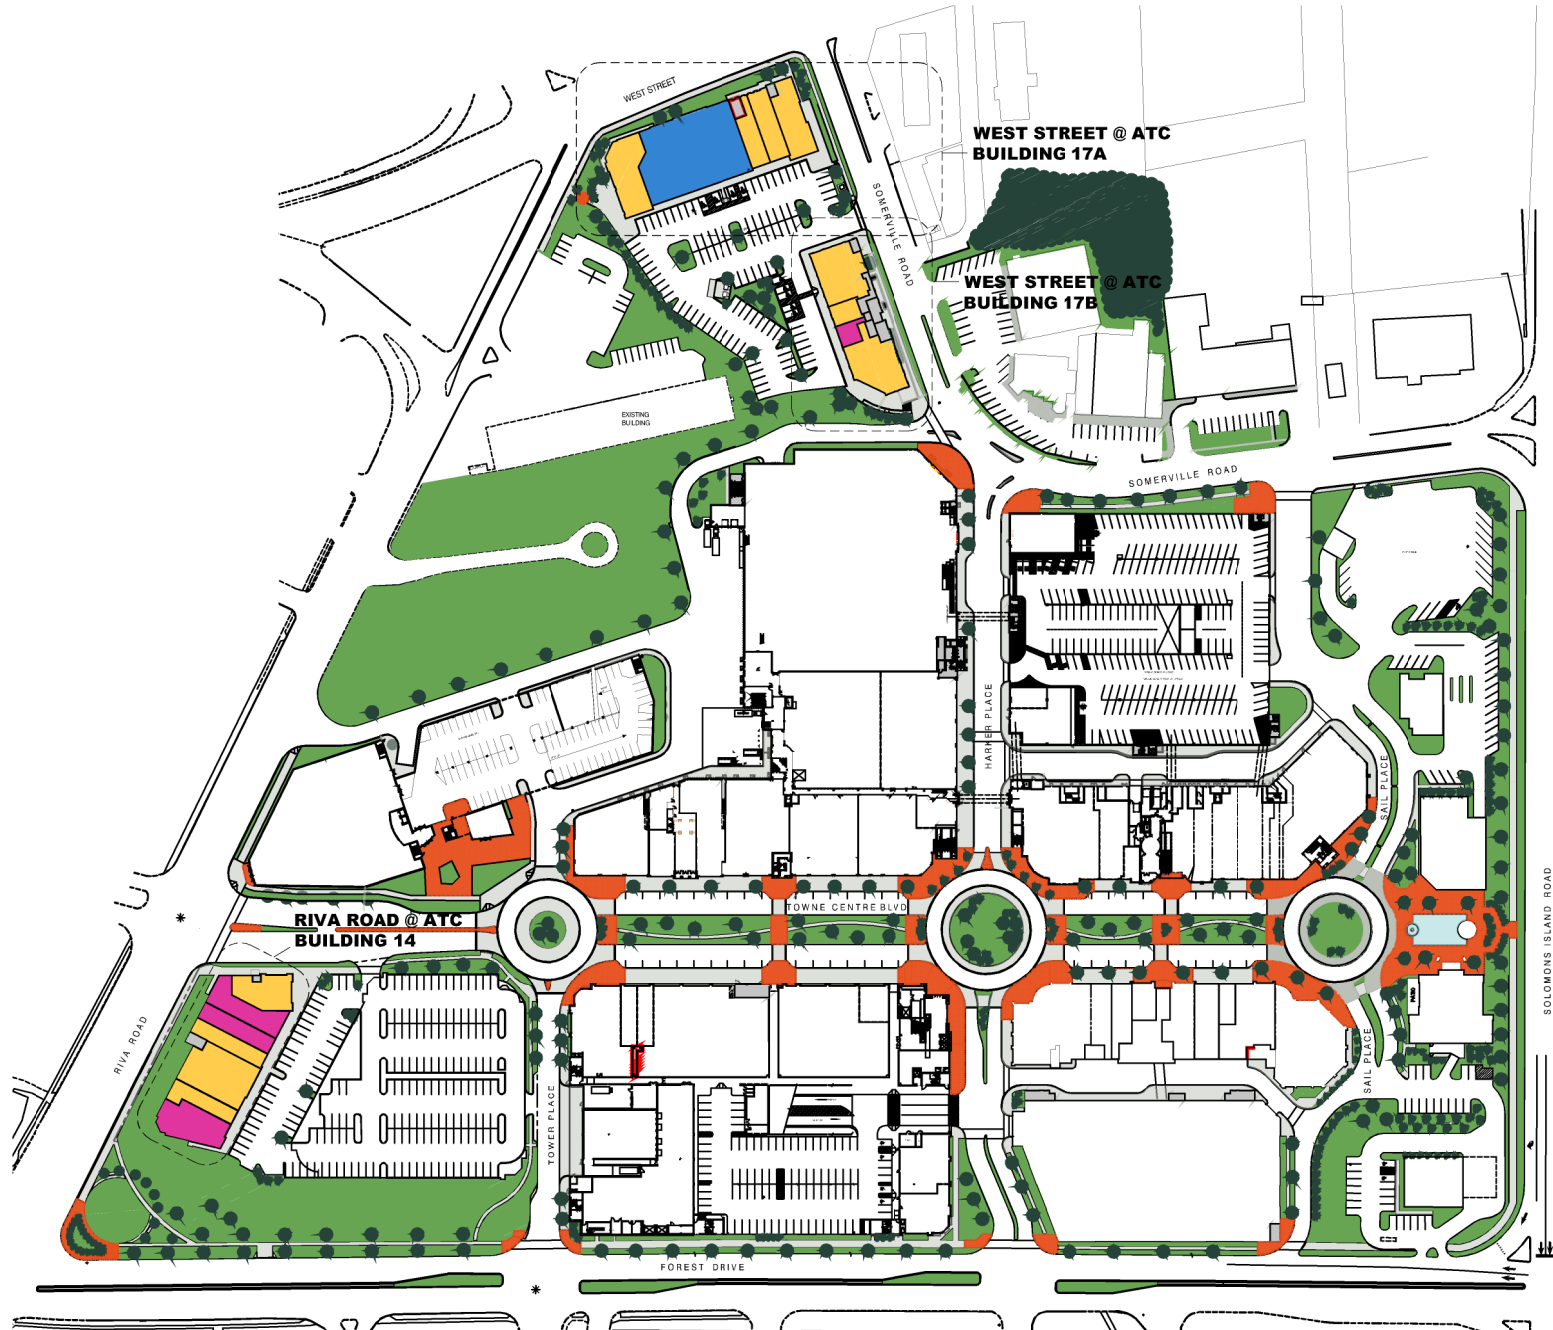 WEST STREET
WEST STREET @ ATC
BUILDING 17A
SOMERVILLE ROAD
WEST STREET @ ATC
BUILDING 17B
EXISTING
BUILDING
SOMERVILLE ROAD
HARKER PLACE
SAIL PLACE
TOWNE CENTRE BLVD
RIVA ROAD @ ATC
BUILDING 14
SOLOMONS ISLAND ROAD
RIVA ROAD
TOWER PLACE
SAIL PLACE
FOREST DRIVE